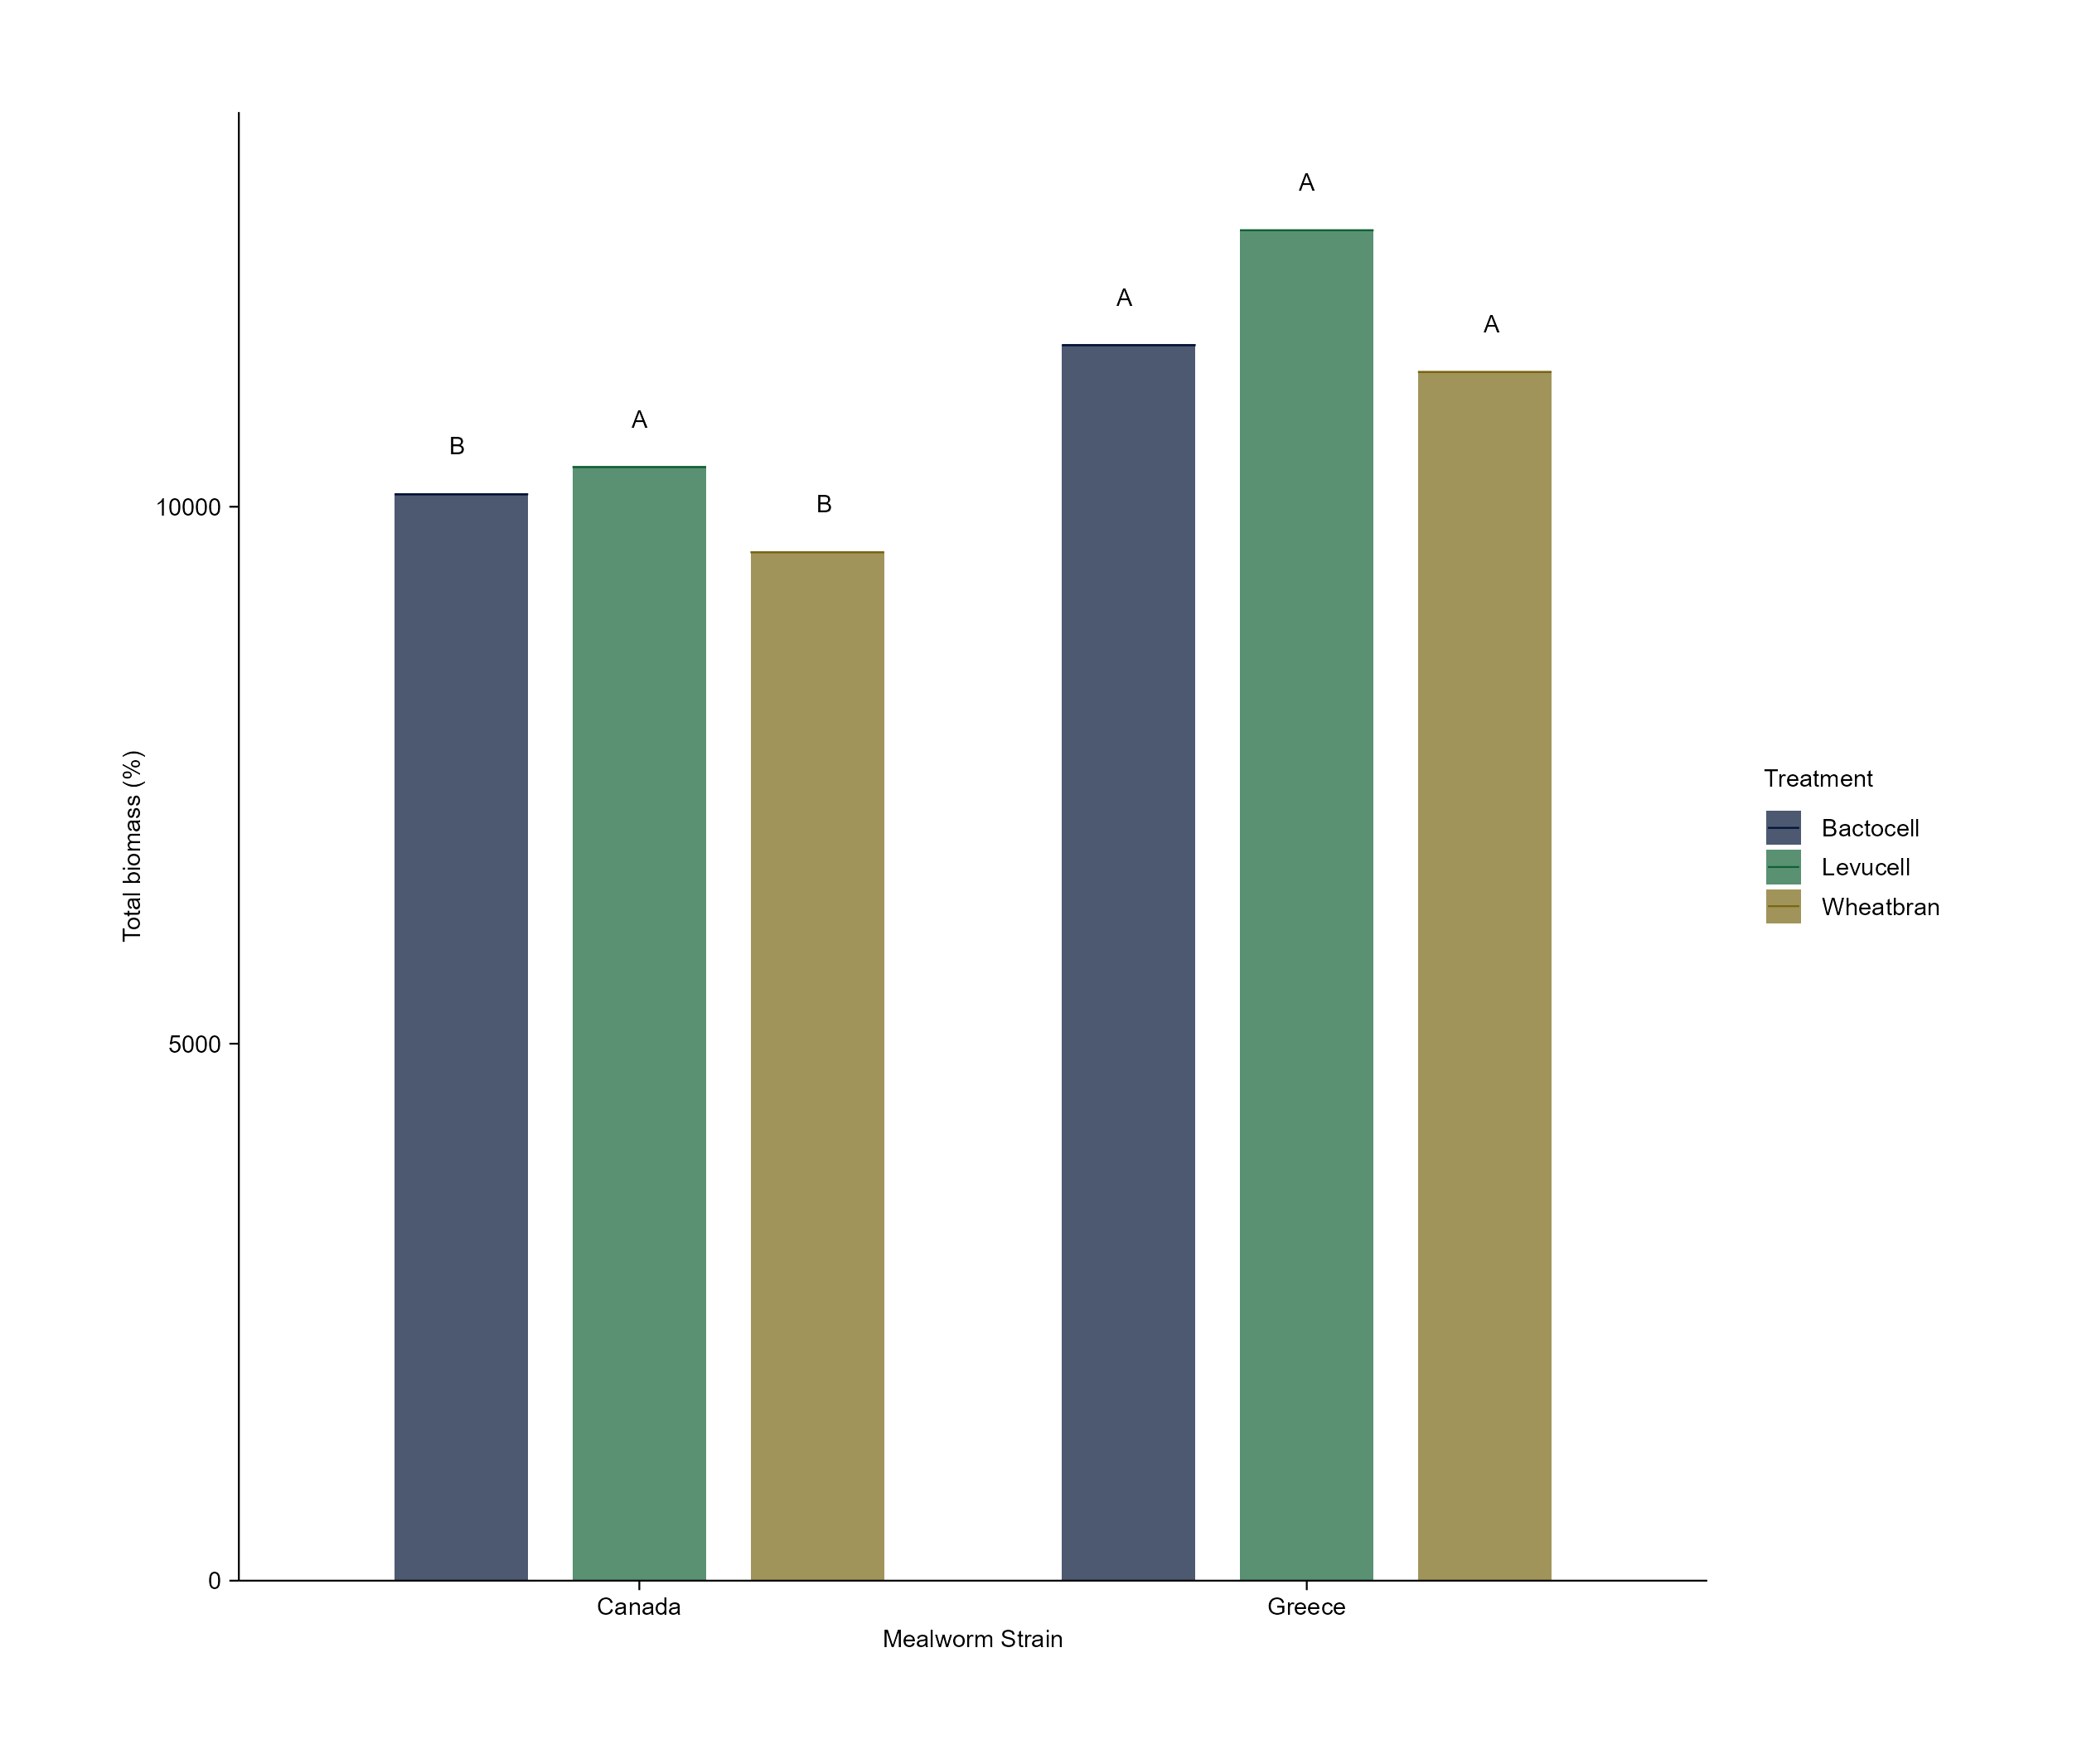 A
A
A
A
B
B
10000
5000
0
Total biomass (%)
Canada
Greece
Mealworm Strain
Treatment
Bactocell
Levucell
Wheatbran